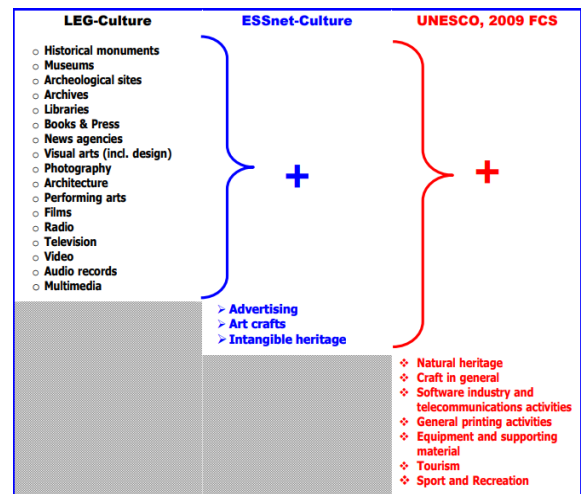 LEG-Culture
ESSnet-Culture
UNESCO, 2009 FCS
Historical monuments
Museums
Archeological sites
Archives
Libraries
Books & Press
News agencies
Visual arts (incl. design)
Photography
Architecture
Performing arts
Films
Radio
Television
Video
Audio records
Multimedia
+
+
Advertising
Art crafts
Intangible heritage
Natural heritage
Craft in general
Software industry and
telecommunications activities
General printing activities
Equipment and supporting
material
Tourism
Sport and Recreation